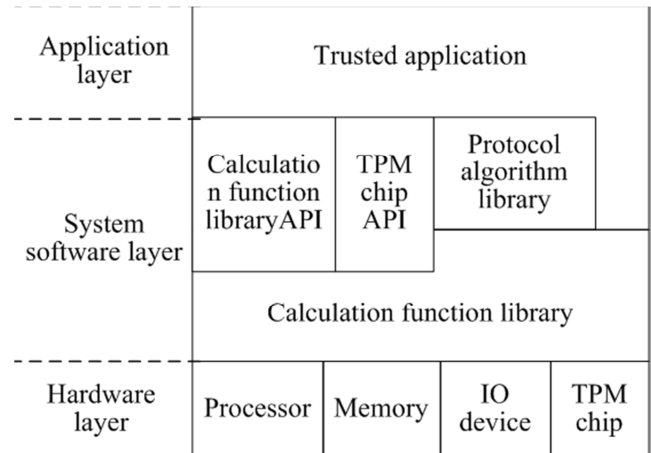 Application
layer
Trusted application
System
software layer
Calculatio
n function
libraryAPI
TPM
chip
API
Protocol
algorithm
library
Calculation function library
Hardware
layer
Processor
Memory
IO
device
TPM
chip